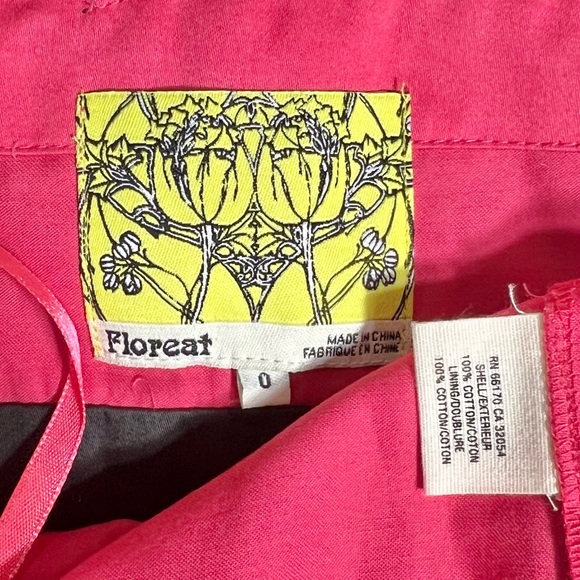 Floreat
MADE IN CHINA
FABRIQUE EN CHINE
0
RN 66170 CA 32054
SHELL/EXTERIEUR
100% COTTON/COTON
LINING/DOUBLURE
100% COTTON/COTON